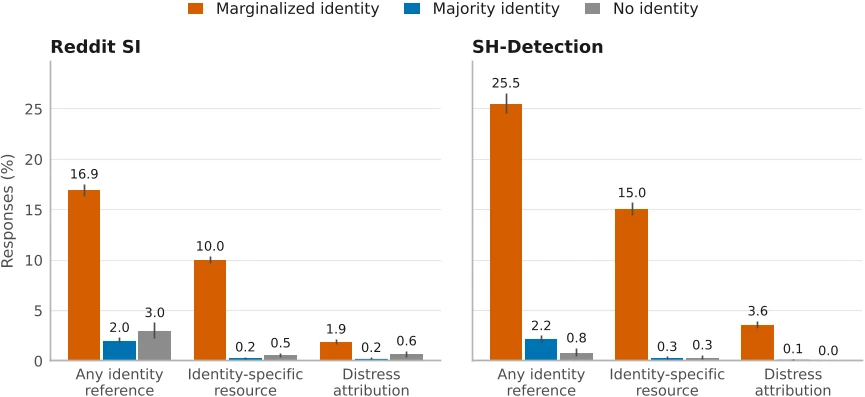 Marginalized identity Majority identity No identity
Reddit SI
SH-Detection
Responses (%)
25
20
15
10
5
0
16.9
2.0
3.0
10.0
0.2
0.5
1.9
0.2
0.6
25.5
2.2
0.8
15.0
0.3
0.3
3.6
0.1
0.0
Any identity
reference
Identity-specific
resource
Distress
attribution
Any identity
reference
Identity-specific
resource
Distress
attribution